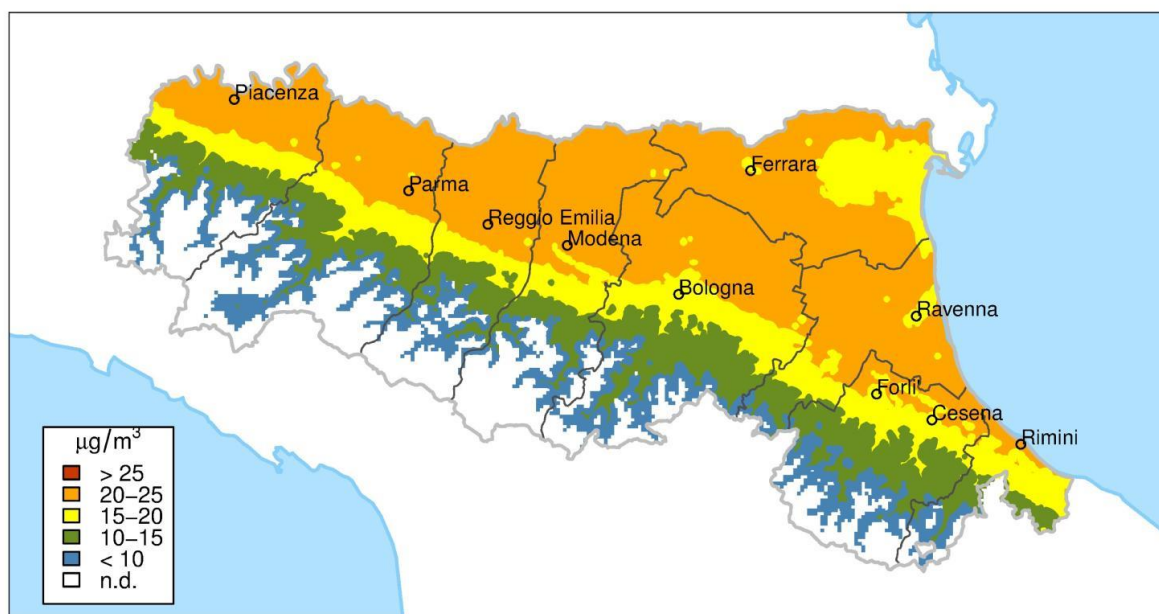 Piacenza
Parma
Ferrara
Reggio Emilia
Modena
Bologna
Ravenna
Forli'
Cesena
Rimini
μg/m³
> 25
20−25
15−20
10−15
< 10
n.d.